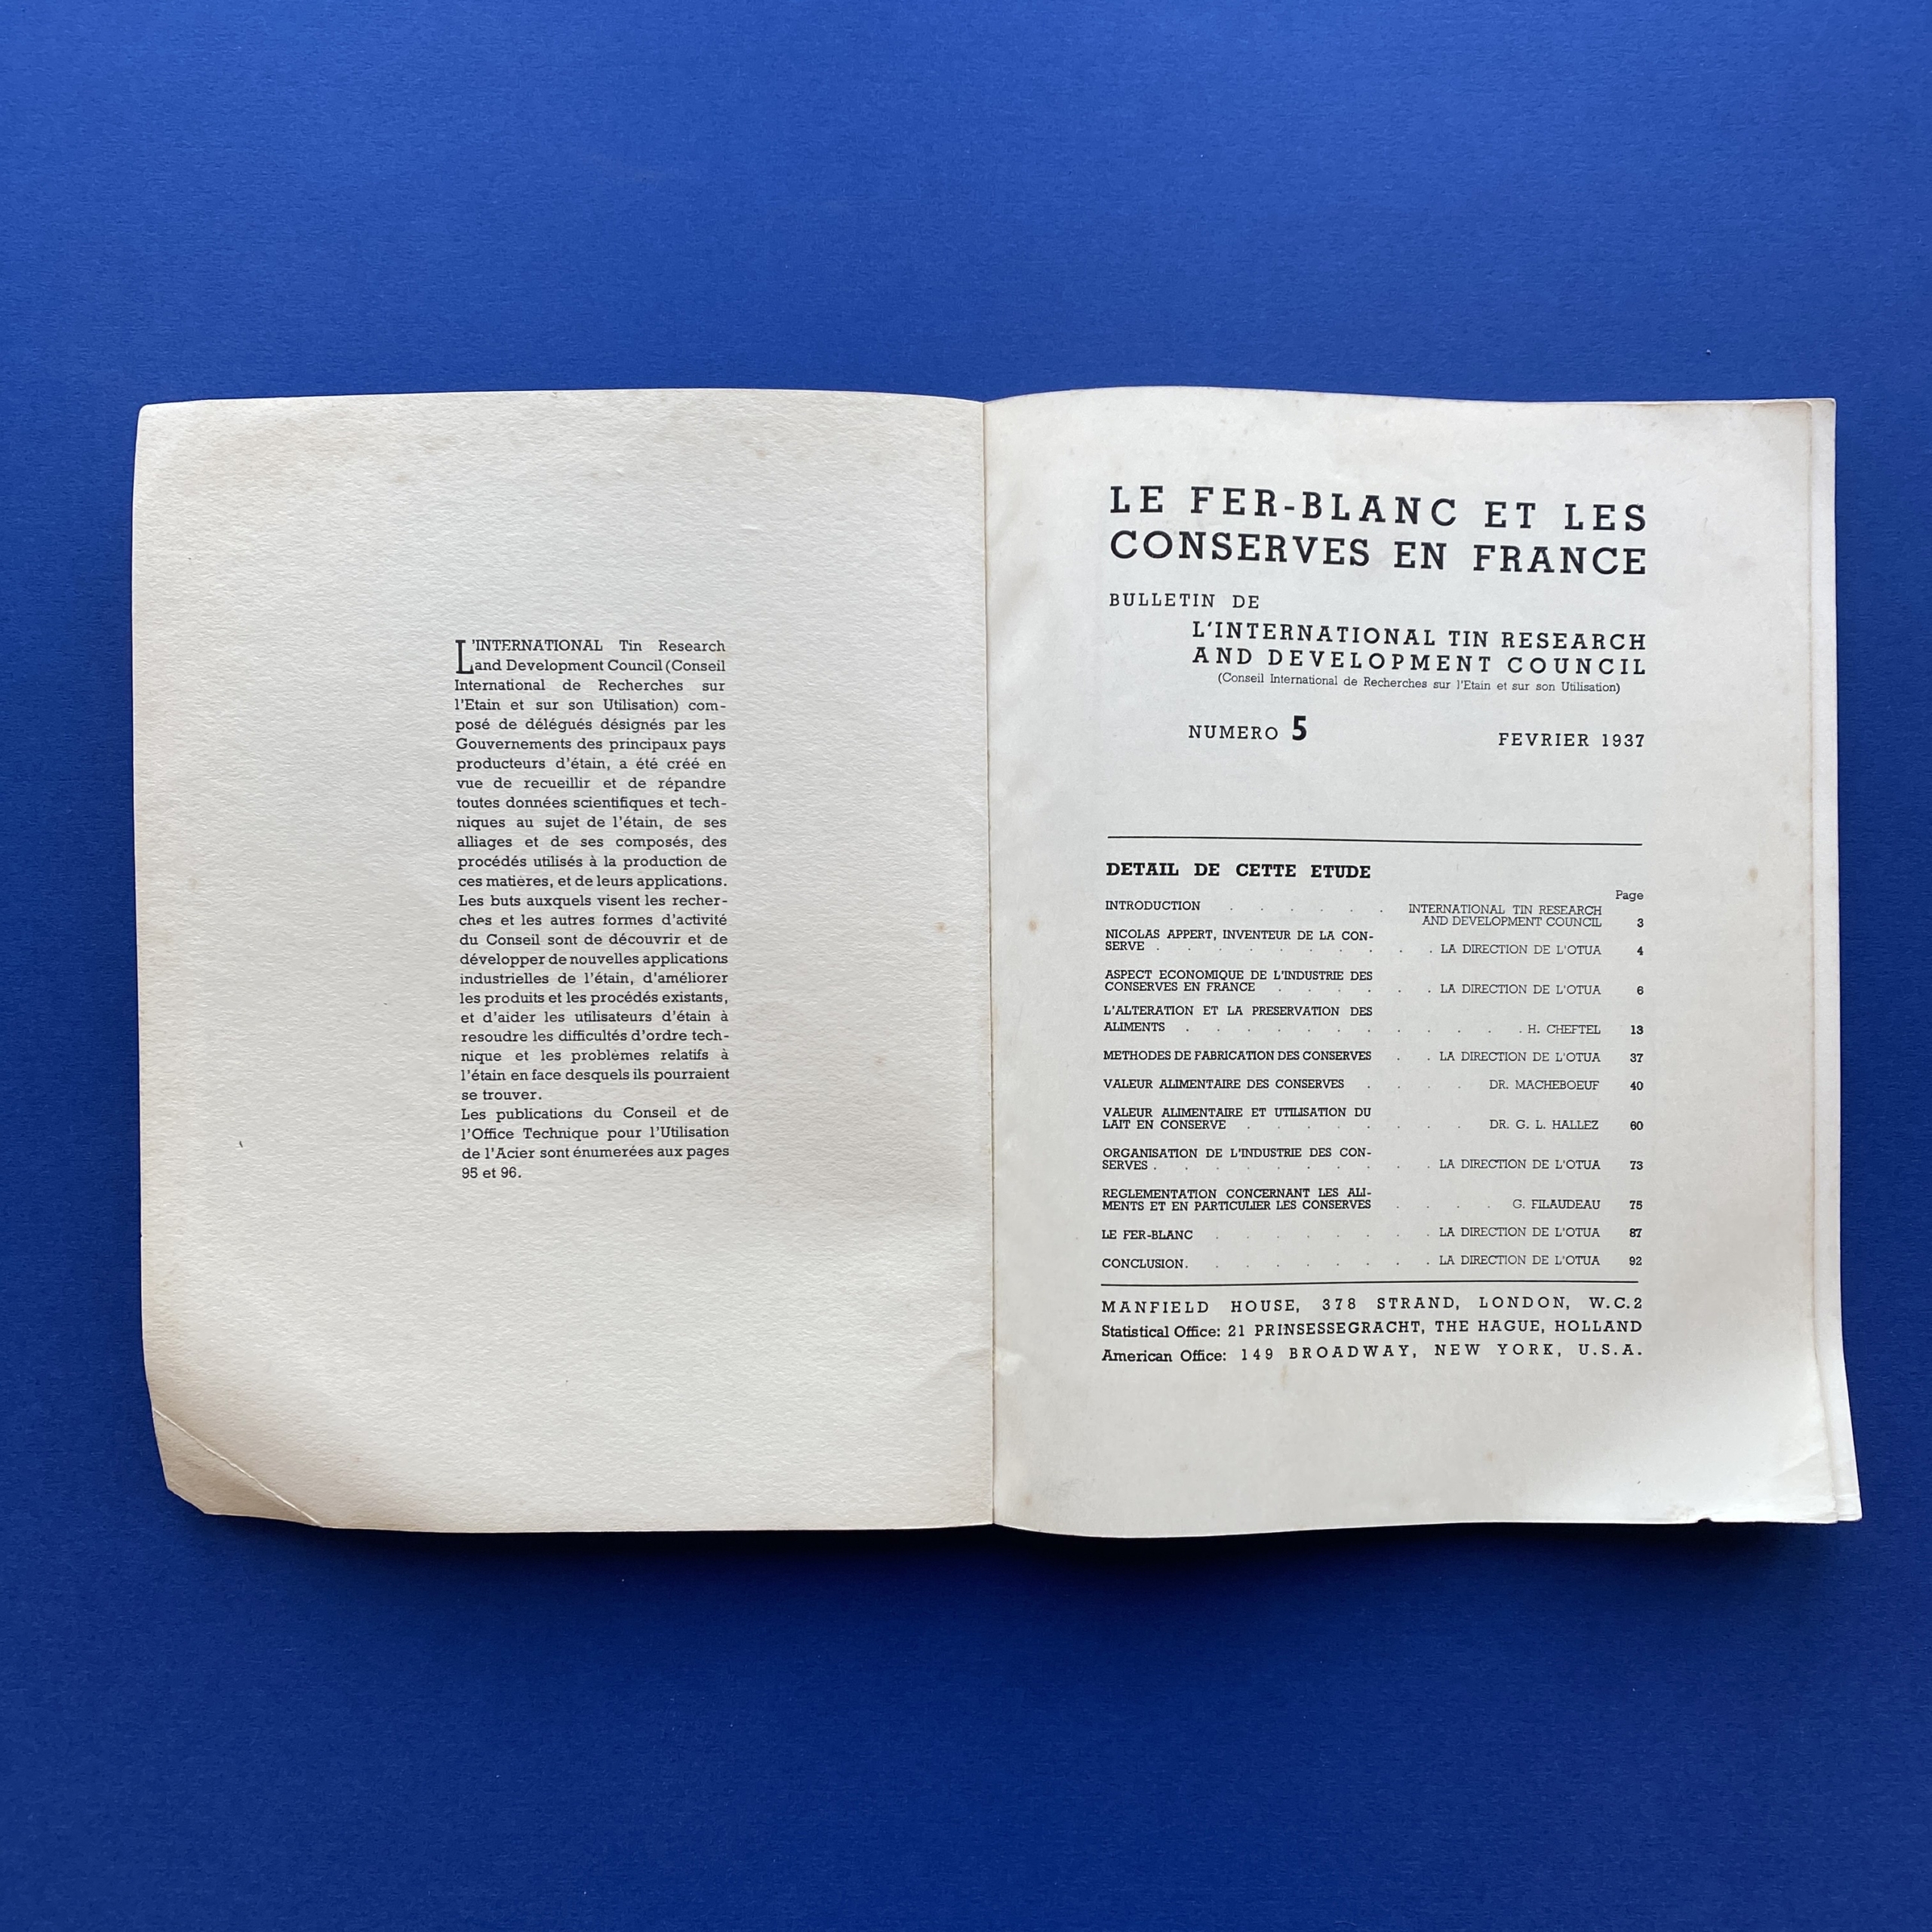 L'INTERNATIONAL Tin Research
and Development Council (Conseil
International de Recherches sur
l'Etain et sur son Utilisation) com-
posé de délégués désignés par les
Gouvernements des principaux pays
producteurs d'étain, a été créé en
vue de recueillir et de répandre
toutes données scientifiques et tech-
niques au sujet de l'étain, de ses
alliages et de ses composés, des
procédés utilisés à la production de
ces matières, et de leurs applications.
Les buts auxquels visent les recher-
ches et les autres formes d'activité
du Conseil sont de découvrir et de
développer de nouvelles applications
industrielles de l'étain, d'améliorer
les produits et les procédés existants,
et d'aider les utilisateurs d'étain à
resoudre les difficultés d'ordre tech-
nique et les problèmes relatifs à
l'étain en face desquels ils pourraient
se trouver.
Les publications du Conseil et de
l'Office Technique pour l'Utilisation
de l'Acier sont énumerées aux pages
95 et 96.
LE FER-BLANC ET LES
CONSERVES EN FRANCE
BULLETIN DE
L'INTERNATIONAL TIN RESEARCH
AND DEVELOPMENT COUNCIL
(Conseil International de Recherches sur l'Etain et sur son Utilisation)
NUMERO 5 FEVRIER 1937
DETAIL DE CETTE ETUDE
Page
INTRODUCTION . . . . . . INTERNATIONAL TIN RESEARCH
AND DEVELOPMENT COUNCIL 3
NICOLAS APPERT, INVENTEUR DE LA CON-
SERVE . . . . . . . . . LA DIRECTION DE L'OTUA 4
ASPECT ECONOMIQUE DE L'INDUSTRIE DES
CONSERVES EN FRANCE . . . . . . LA DIRECTION DE L'OTUA 6
L'ALTERATION ET LA PRESERVATION DES
ALIMENTS . . . . . . . . . . . . H. CHEFTEL 13
METHODES DE FABRICATION DES CONSERVES . . LA DIRECTION DE L'OTUA 37
VALEUR ALIMENTAIRE DES CONSERVES . . . . DR. MACHEBOEUF 40
VALEUR ALIMENTAIRE ET UTILISATION DU
LAIT EN CONSERVE . . . . . . . . DR. G. L. HALLEZ 60
ORGANISATION DE L'INDUSTRIE DES CON-
SERVES . . . . . . . . . LA DIRECTION DE L'OTUA 73
REGLEMENTATION CONCERNANT LES ALI-
MENTS ET EN PARTICULIER LES CONSERVES . . . . G. FILAUDEAU 75
LE FER-BLANC . . . . . . . . LA DIRECTION DE L'OTUA 87
CONCLUSION . . . . . . . . . LA DIRECTION DE L'OTUA 92
MANFIELD HOUSE, 378 STRAND, LONDON, W.C.2
Statistical Office: 21 PRINSESSEGRACHT, THE HAGUE, HOLLAND
American Office: 149 BROADWAY, NEW YORK, U.S.A.